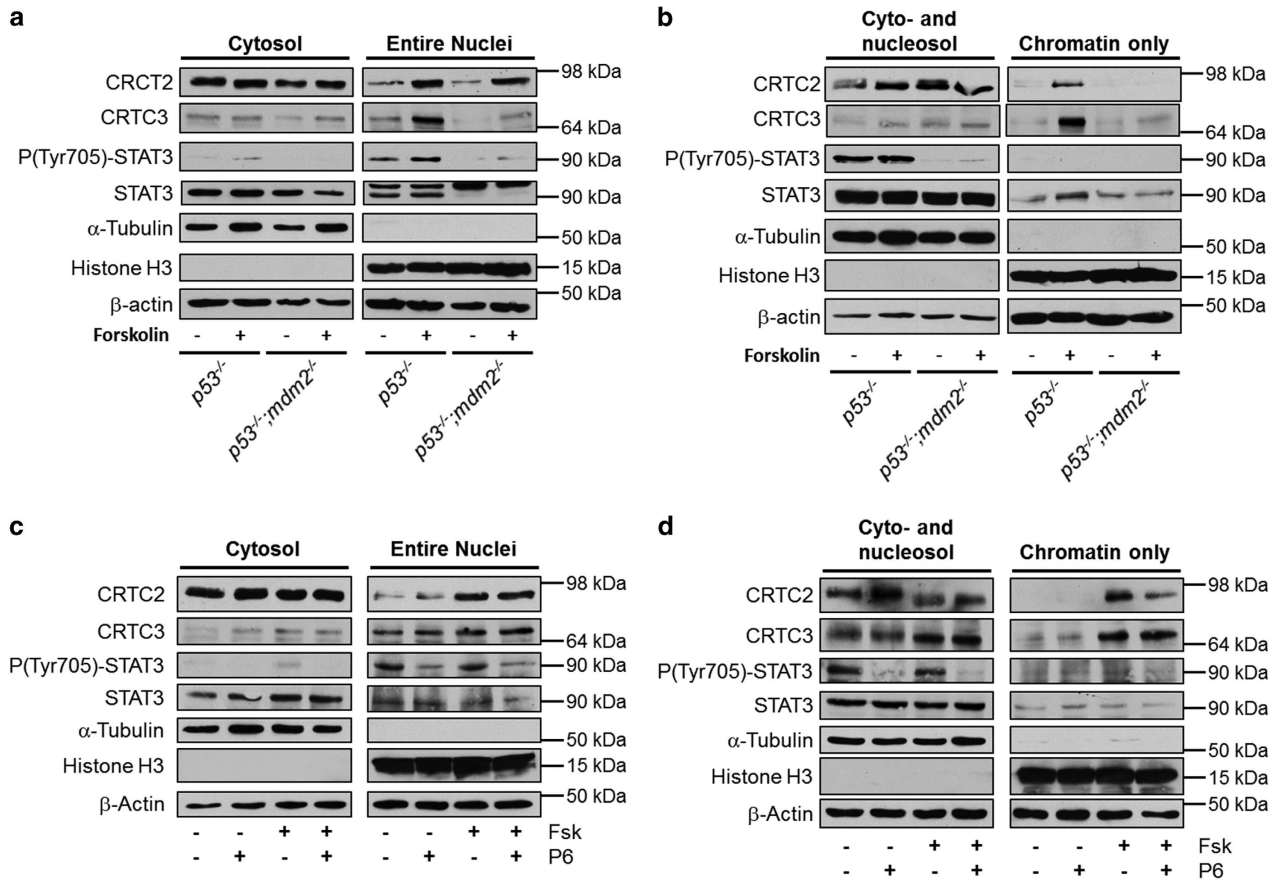 a
Cytosol
Entire Nuclei
CRCT2
98 kDa
CRTC3
64 kDa
P(Tyr705)-STAT3
90 kDa
STAT3
90 kDa
α-Tubulin
50 kDa
Histone H3
15 kDa
50 kDa
β-actin
Forskolin - + - + - + - +
p53-/-
p53-/-;mdm2-/-
p53-/-
p53-/-;mdm2-/-
b
Cyto- and
nucleosol
Chromatin only
CRTC2
98 kDa
CRTC3
64 kDa
P(Tyr705)-STAT3
90 kDa
STAT3
90 kDa
α-Tubulin
50 kDa
Histone H3
15 kDa
50 kDa
β-actin
Forskolin - + - + - + - +
p53-/-
p53-/-;mdm2-/-
p53-/-
p53-/-;mdm2-/-
c
Cytosol
Entire Nuclei
CRTC2
98 kDa
CRTC3
64 kDa
P(Tyr705)-STAT3
90 kDa
STAT3
90 kDa
α-Tubulin
50 kDa
Histone H3
15 kDa
50 kDa
β-Actin
- - + + - - + + Fsk
- + - + - + - + P6
d
Cyto- and
nucleosol
Chromatin only
CRTC2
98 kDa
CRTC3
64 kDa
P(Tyr705)-STAT3
90 kDa
STAT3
90 kDa
α-Tubulin
50 kDa
Histone H3
15 kDa
50 kDa
β-Actin
- - + + - - + + Fsk
- + - + - + - + P6